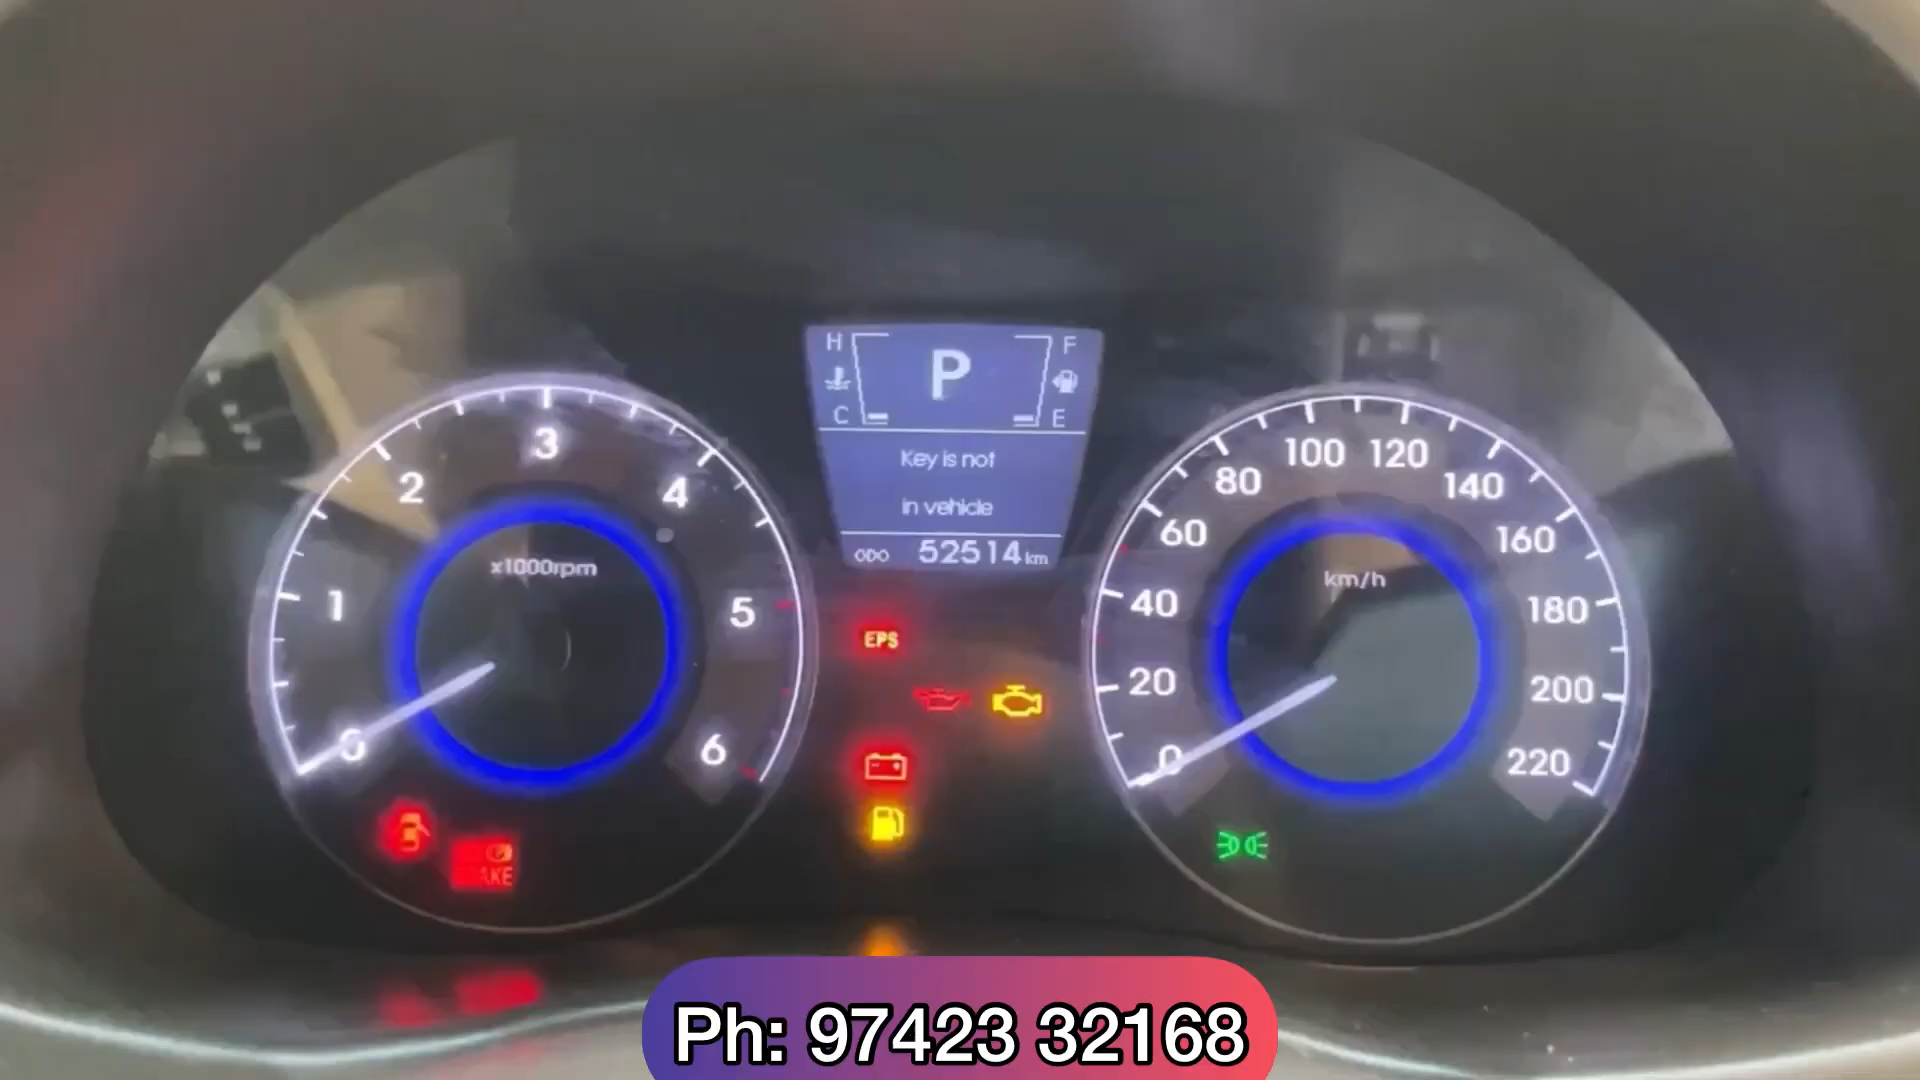 H
F
P
C
E
Key is not
in vehicle
ODO 52514 km
0
1
2
3
4
5
6
x1000rpm
0
20
40
60
80
100
120
140
160
180
200
220
km/h
EPS
Ph: 97423 32168